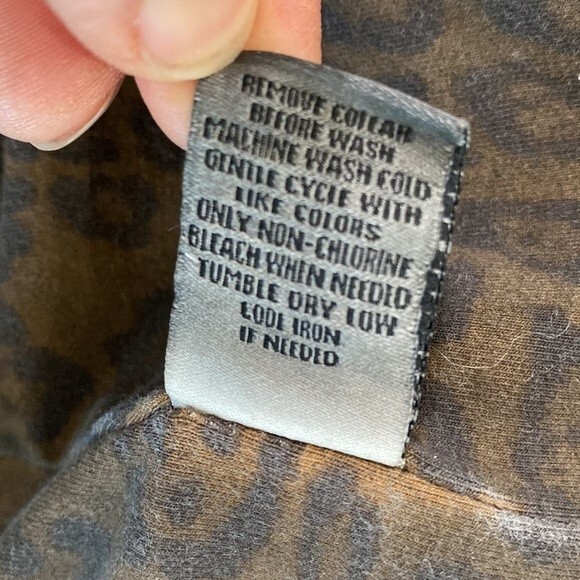 REMOVE COLLAR
BEFORE WASH
MACHINE WASH COLD
GENTLE CYCLE WITH
LIKE COLORS
ONLY NON-CHLORINE
BLEACH WHEN NEEDED
TUMBLE DRY LOW
COOL IRON
IF NEEDED